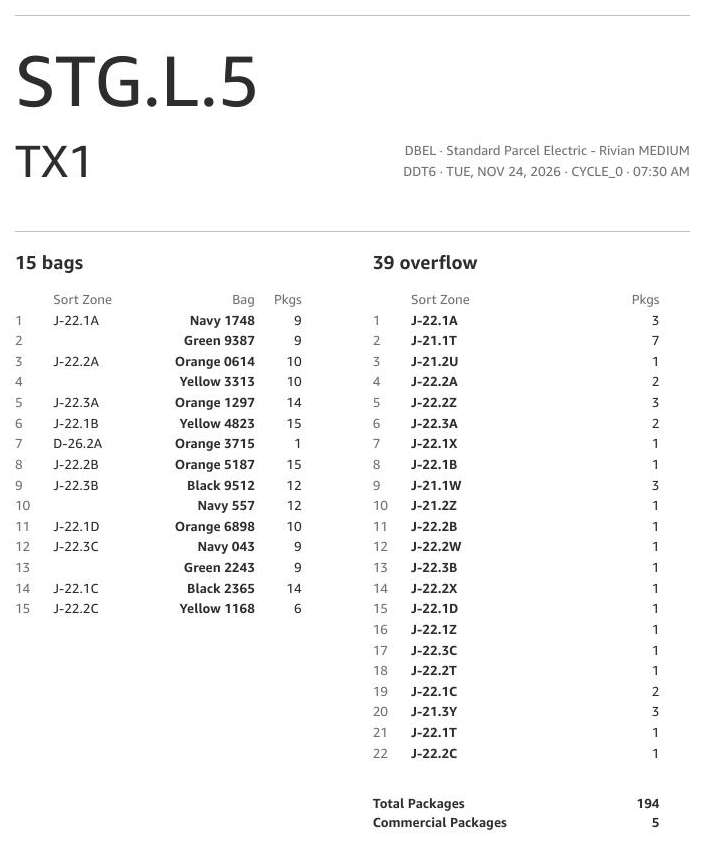 STG.L.5
TX1
DBEL · Standard Parcel Electric - Rivian MEDIUM
DDT6 · TUE, NOV 24, 2026 · CYCLE_0 · 07:30 AM
15 bags
Sort Zone Bag Pkgs
1 J-22.1A Navy 1748 9
2 Green 9387 9
3 J-22.2A Orange 0614 10
4 Yellow 3313 10
5 J-22.3A Orange 1297 14
6 J-22.1B Yellow 4823 15
7 D-26.2A Orange 3715 1
8 J-22.2B Orange 5187 15
9 J-22.3B Black 9512 12
10 Navy 557 12
11 J-22.1D Orange 6898 10
12 J-22.3C Navy 043 9
13 Green 2243 9
14 J-22.1C Black 2365 14
15 J-22.2C Yellow 1168 6
39 overflow
Sort Zone Pkgs
1 J-22.1A 3
2 J-21.1T 7
3 J-21.2U 1
4 J-22.2A 2
5 J-22.2Z 3
6 J-22.3A 2
7 J-22.1X 1
8 J-22.1B 1
9 J-21.1W 3
10 J-21.2Z 1
11 J-22.2B 1
12 J-22.2W 1
13 J-22.3B 1
14 J-22.2X 1
15 J-22.1D 1
16 J-22.1Z 1
17 J-22.3C 1
18 J-22.2T 1
19 J-22.1C 2
20 J-21.3Y 3
21 J-22.1T 1
22 J-22.2C 1
Total Packages 194
Commercial Packages 5